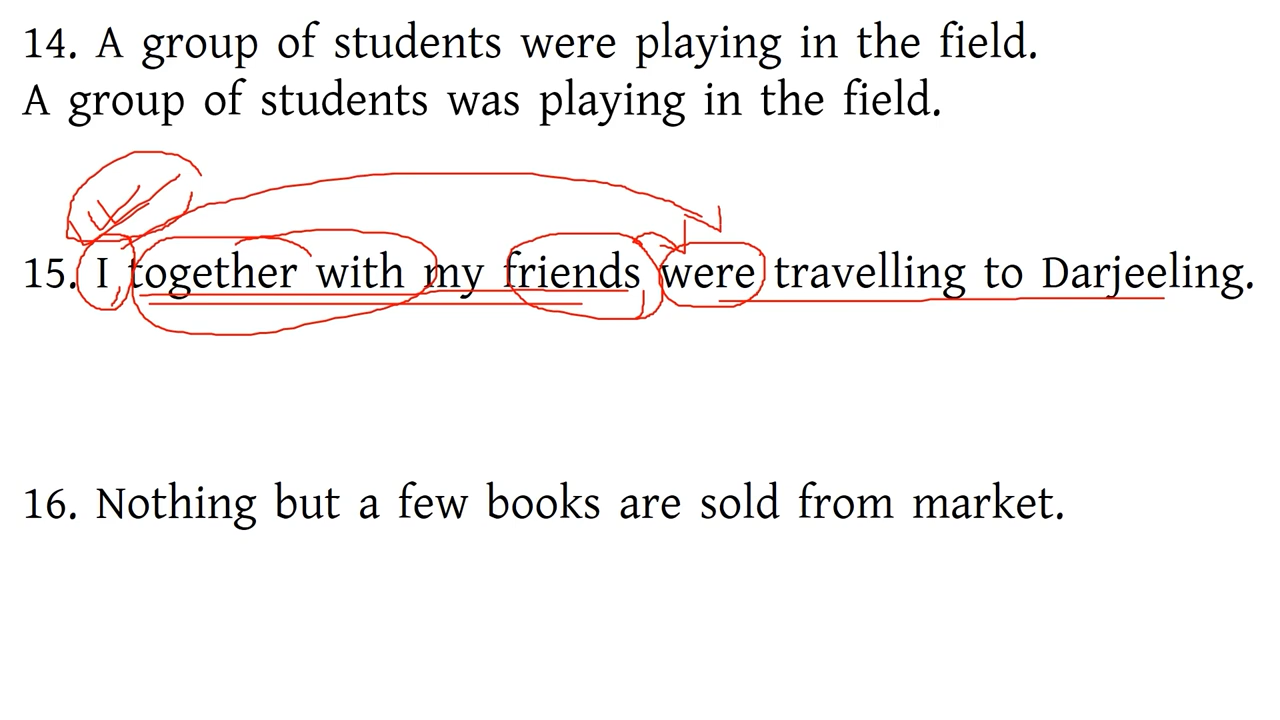 14. A group of students were playing in the field.
A group of students was playing in the field.
15. I together with my friends were travelling to Darjeeling.
16. Nothing but a few books are sold from market.